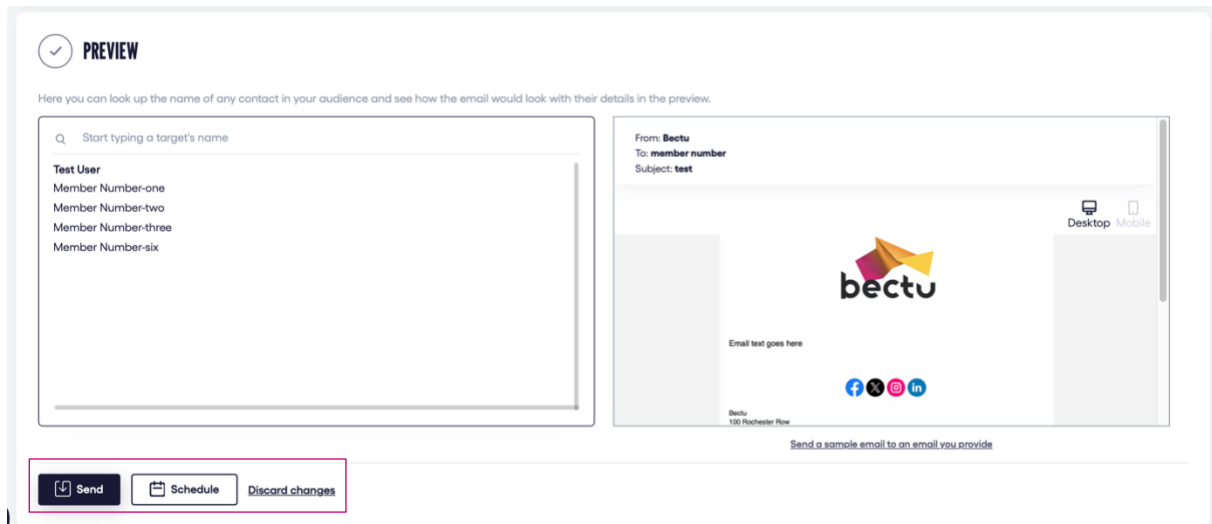 PREVIEW
Here you can look up the name of any contact in your audience and see how the email would look with their details in the preview.
Start typing a target's name
Test User
Member Number-one
Member Number-two
Member Number-three
Member Number-six
From: Bectu
To: member number
Subject: test
Desktop Mobile
bectu
Email text goes here
Bectu
100 Rochester Row
Send a sample email to an email you provide
Send
Schedule
Discard changes